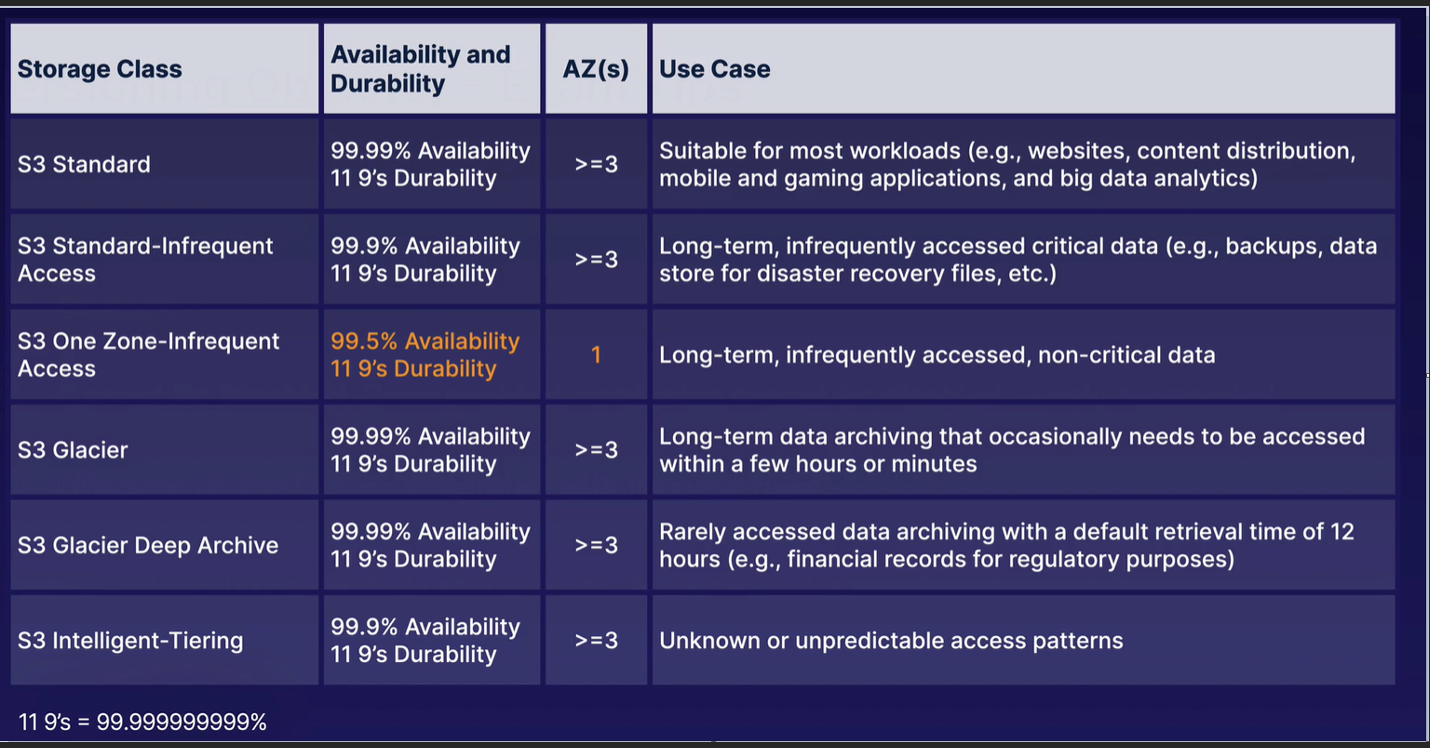 Storage Class
Availability and
Durability
AZ(s)
Use Case
S3 Standard
99.99% Availability
11 9’s Durability
>=3
Suitable for most workloads (e.g., websites, content distribution,
mobile and gaming applications, and big data analytics)
S3 Standard-Infrequent
Access
99.9% Availability
11 9’s Durability
>=3
Long-term, infrequently accessed critical data (e.g., backups, data
store for disaster recovery files, etc.)
S3 One Zone-Infrequent
Access
99.5% Availability
11 9’s Durability
1
Long-term, infrequently accessed, non-critical data
S3 Glacier
99.99% Availability
11 9’s Durability
>=3
Long-term data archiving that occasionally needs to be accessed
within a few hours or minutes
S3 Glacier Deep Archive
99.99% Availability
11 9’s Durability
>=3
Rarely accessed data archiving with a default retrieval time of 12
hours (e.g., financial records for regulatory purposes)
S3 Intelligent-Tiering
99.9% Availability
11 9’s Durability
>=3
Unknown or unpredictable access patterns
11 9’s = 99.999999999%